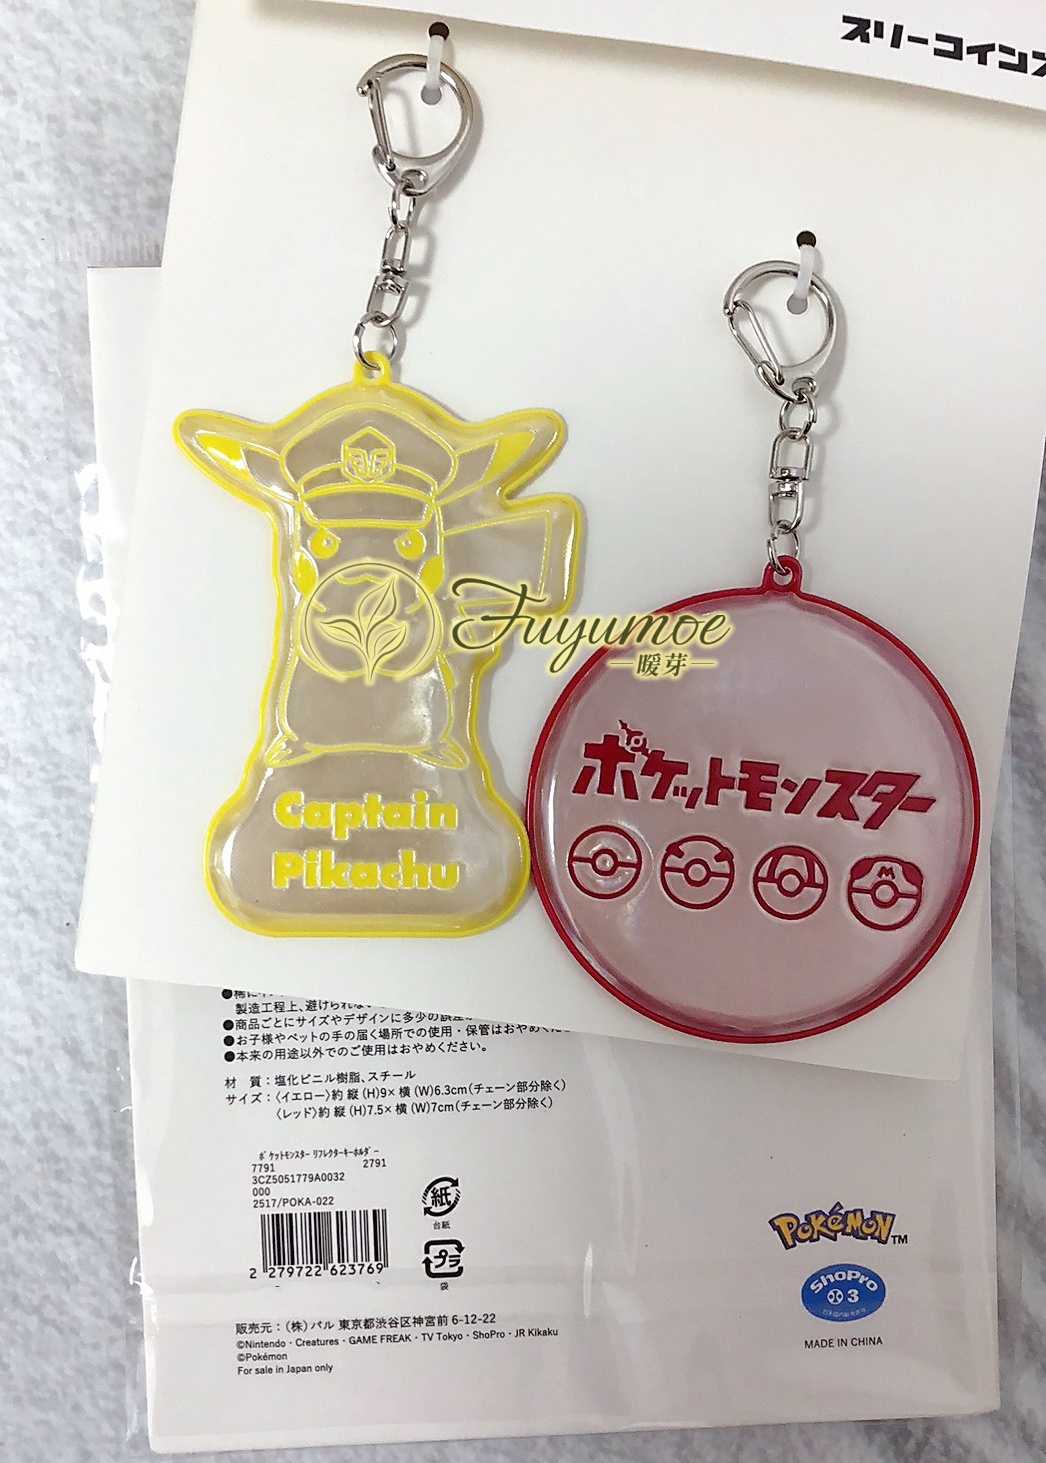 スリーコインズ
Captain
Pikachu
Fuyumoe
暖芽
ポケットモンスター
M
製造工程上、避けられない
●商品ごとにサイズやデザインに多少の誤差が
●お子様やペットの手の届く場所での使用・保管はおやめくだ
●本来の用途以外でのご使用はおやめください。
材 質：塩化ビニル樹脂、スチール
サイズ：〈イエロー〉約 縦(H)9×横(W)6.3cm(チェーン部分除く)
〈レッド〉約 縦(H)7.5×横(W)7cm(チェーン部分除く)
ポケットモンスター リフレクターキーホルダー
7791 2791
3CZ5051779A0032
000
2517/POKA-022
2 279722 623769
紙
台紙
プラ
袋
POKÉMON TM
ShoPro
3
MADE IN CHINA
販売元：(株)パル 東京都渋谷区神宮前 6-12-22
©Nintendo・Creatures・GAME FREAK・TV Tokyo・ShoPro・JR Kikaku
©Pokémon
For sale in Japan only